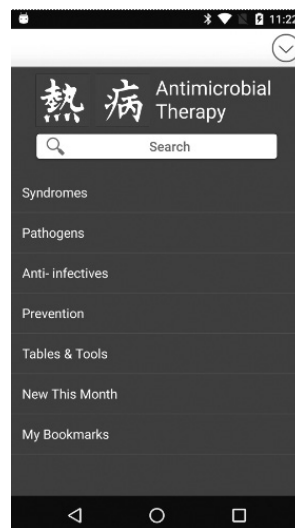 11:22
熱 病 Antimicrobial
Therapy
Search
Syndromes
Pathogens
Anti- infectives
Prevention
Tables & Tools
New This Month
My Bookmarks